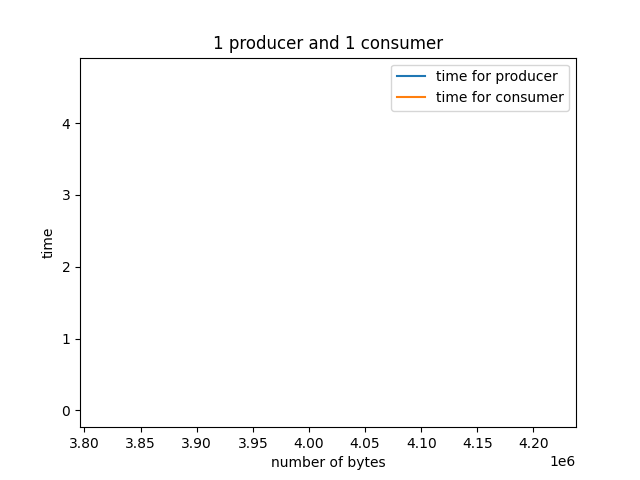 1 producer and 1 consumer
time for producer
time for consumer
4
3
2
1
0
time
3.80 3.85 3.90 3.95 4.00 4.05 4.10 4.15 4.20
number of bytes
1e6